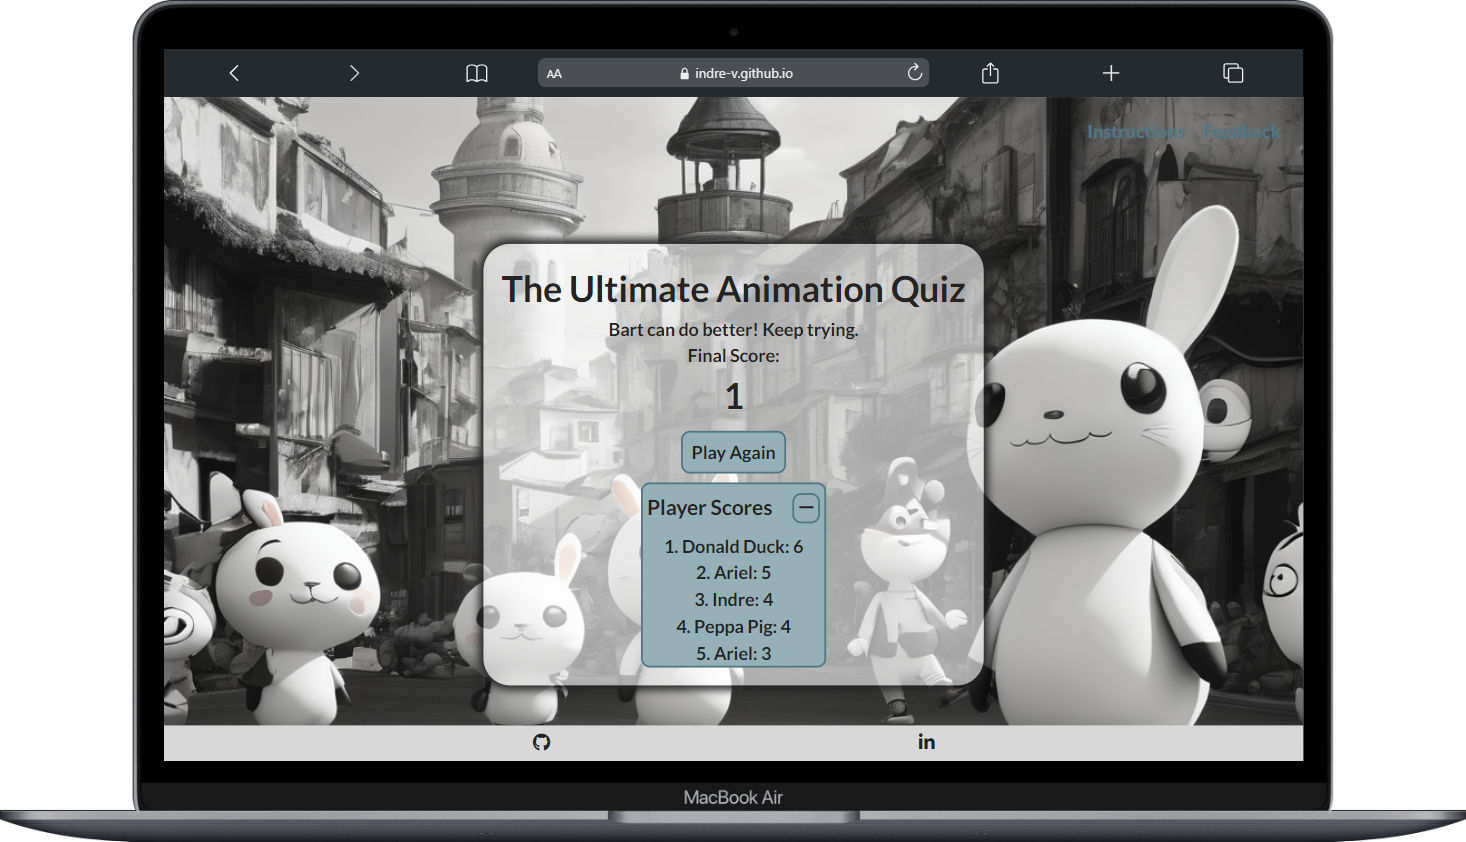 AA indre-v.github.io
Instructions Feedback
The Ultimate Animation Quiz
Bart can do better! Keep trying.
Final Score:
1
Play Again
Player Scores
1. Donald Duck: 6
2. Ariel: 5
3. Indre: 4
4. Peppa Pig: 4
5. Ariel: 3
in
MacBook Air